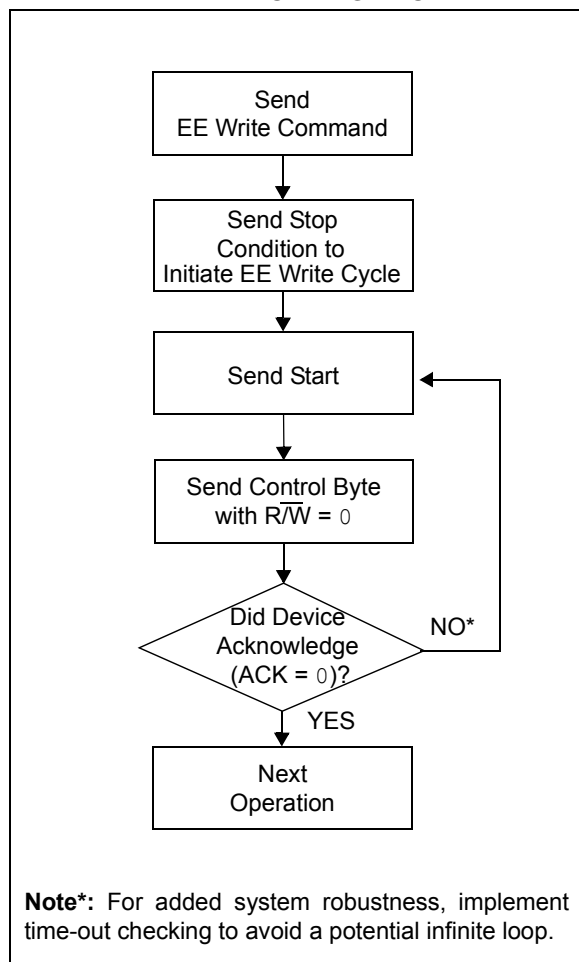 Send
EE Write Command
Send Stop
Condition to
Initiate EE Write Cycle
Send Start
Send Control Byte
with R/W̅ = 0
Did Device
Acknowledge
(ACK = 0)?
NO*
YES
Next
Operation
Note*: For added system robustness, implement
time-out checking to avoid a potential infinite loop.